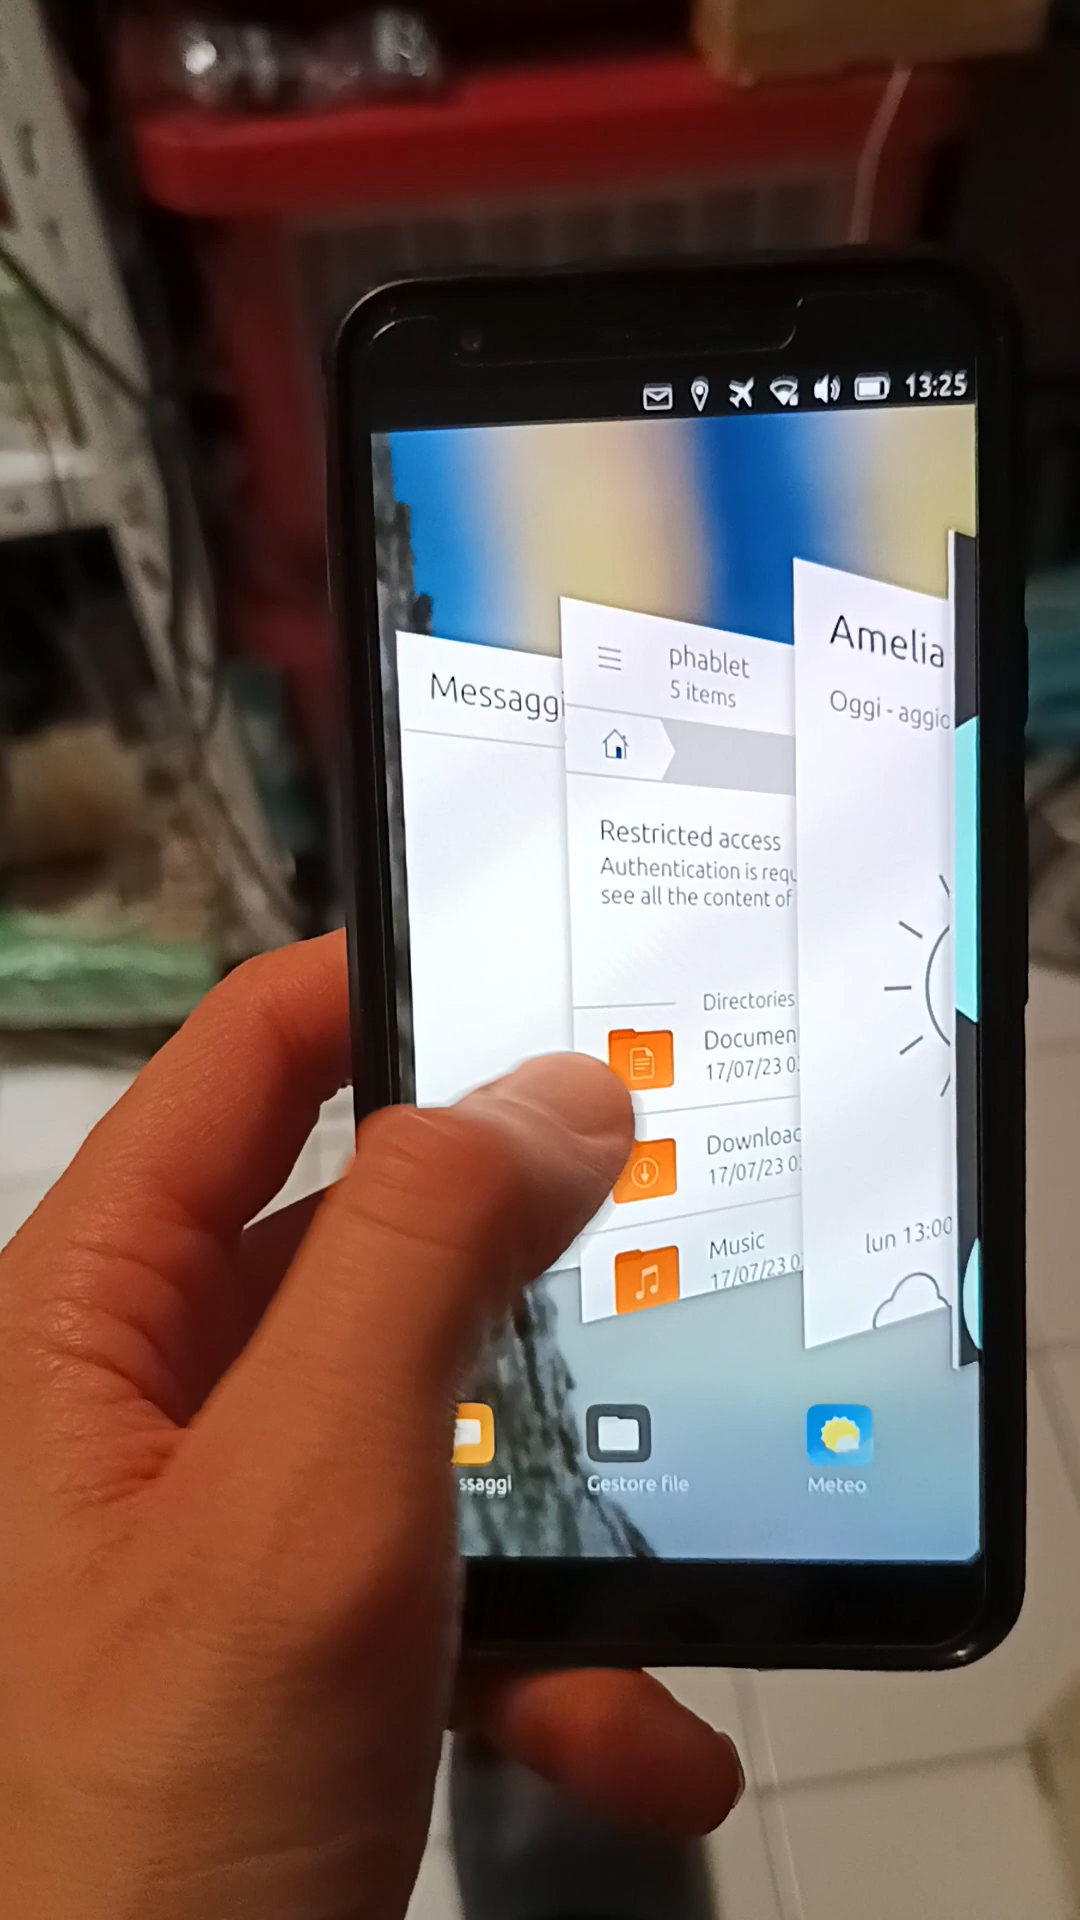 13:25
Messaggi
phablet
5 items
Restricted access
Authentication is requ
see all the content of
Directories
Documen
17/07/23 0
Downloa
17/07/23 0
Music
17/07/23 0
Amelia
Oggi - aggio
lun 13:00
ssaggi
Gestore file
Meteo